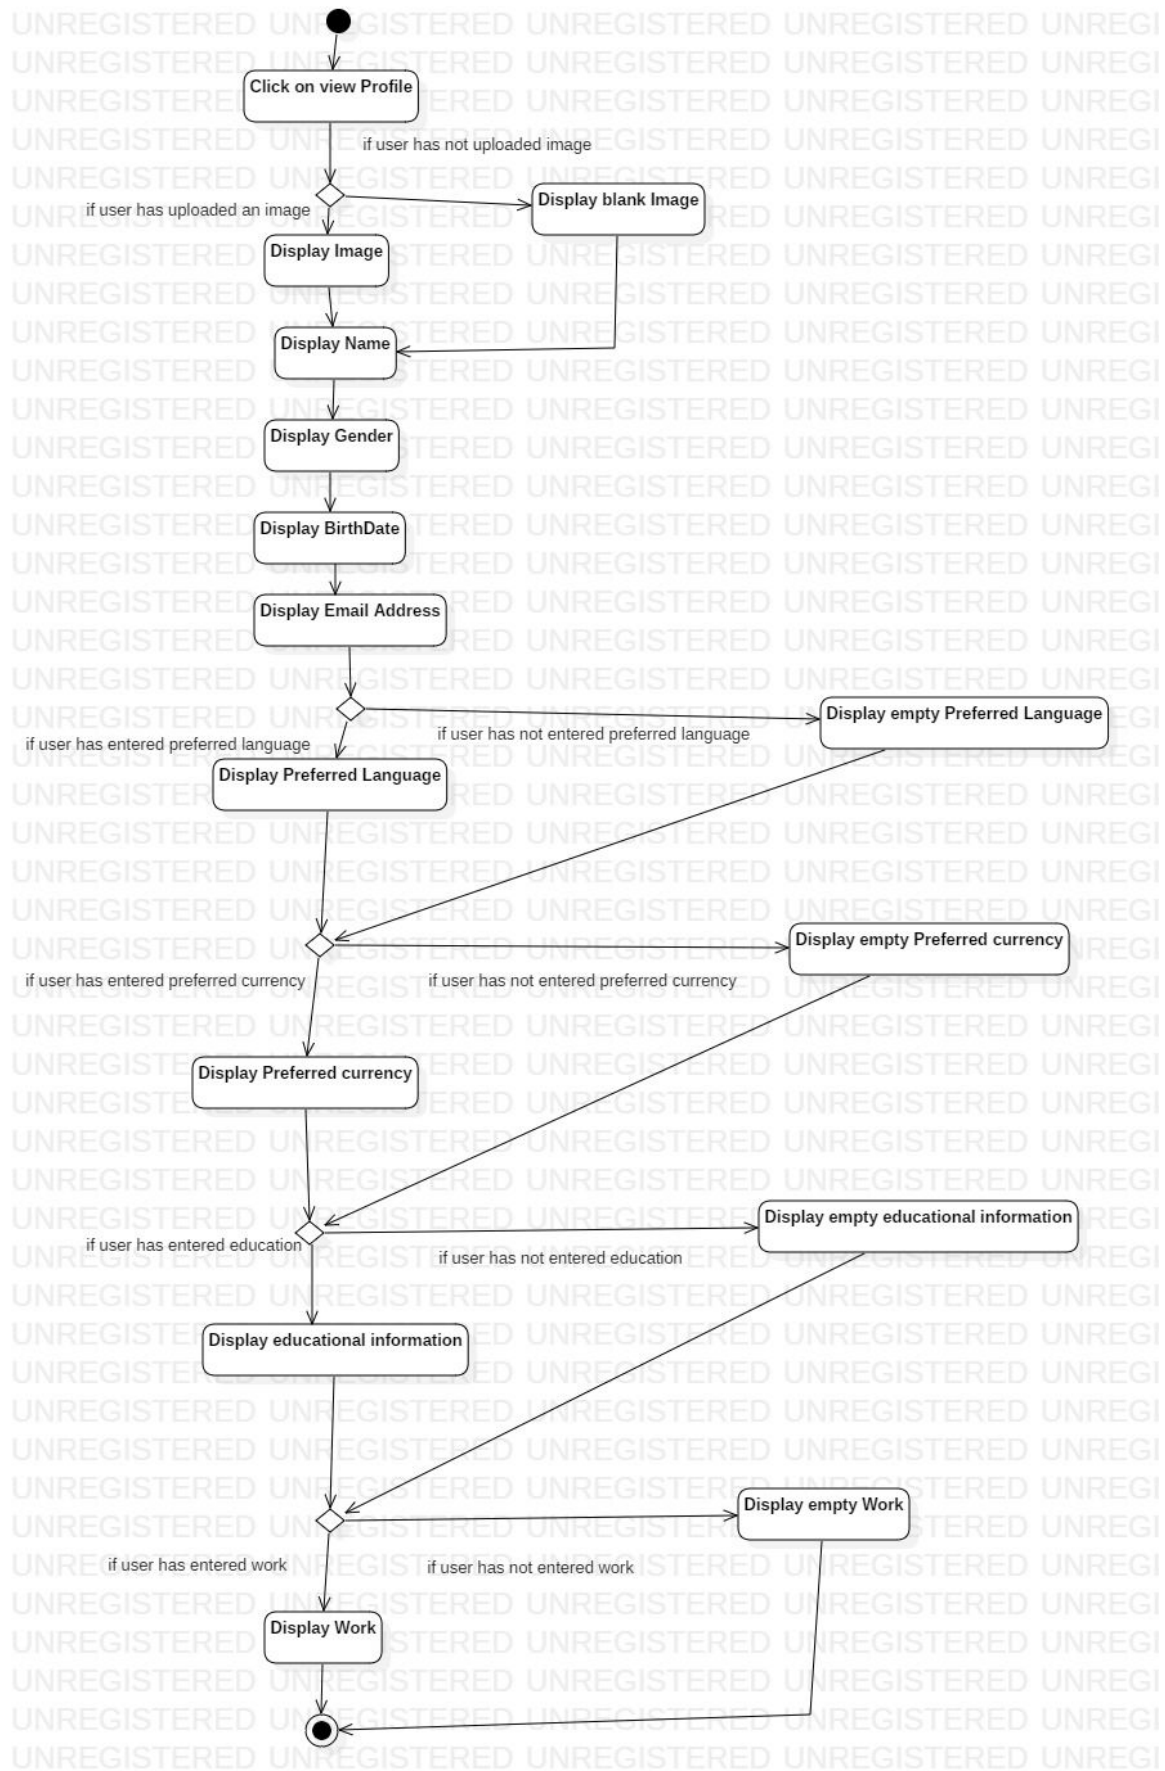 Click on view Profile
if user has not uploaded image
Display blank Image
if user has uploaded an image
Display Image
Display Name
Display Gender
Display BirthDate
Display Email Address
Display empty Preferred Language
if user has not entered preferred language
if user has entered preferred language
Display Preferred Language
Display empty Preferred currency
if user has entered preferred currency
if user has not entered preferred currency
Display Preferred currency
Display empty educational information
if user has entered education
if user has not entered education
Display educational information
Display empty Work
if user has entered work
if user has not entered work
Display Work
UNREGISTERED UNREGISTERED UNREGISTERED UNREGISTERED UNREGI